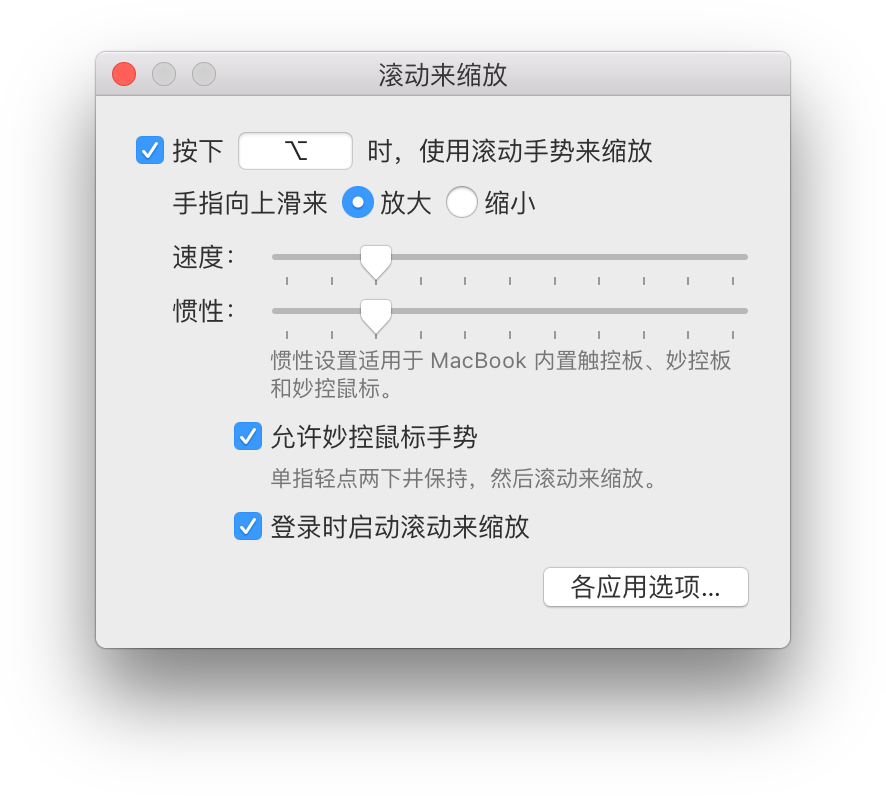 滚动来缩放
按下 ⌥ 时，使用滚动手势来缩放
手指向上滑来 放大 缩小
速度：
惯性：
惯性设置适用于 MacBook 内置触控板、妙控板
和妙控鼠标。
允许妙控鼠标手势
单指轻点两下并保持，然后滚动来缩放。
登录时启动滚动来缩放
各应用选项...